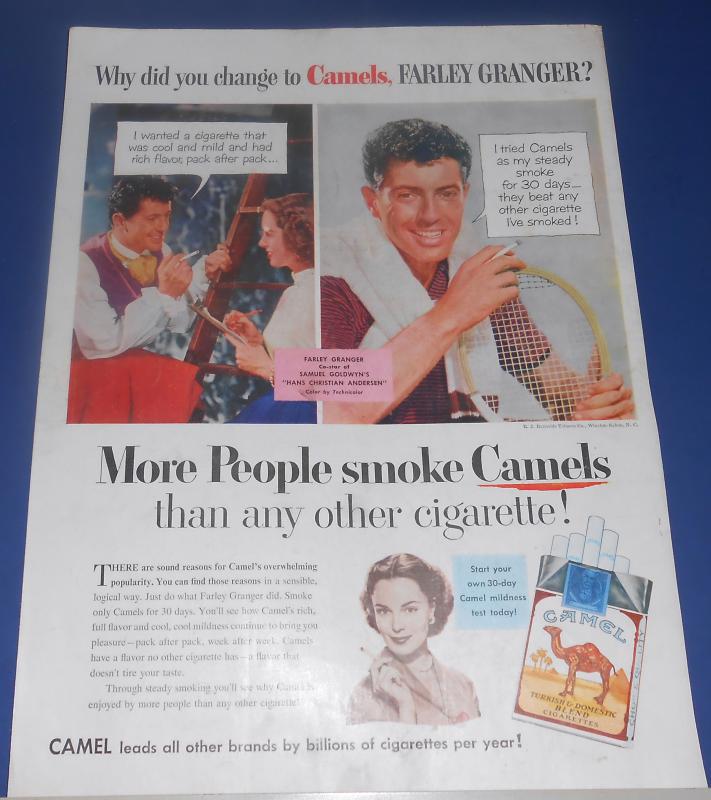 Why did you change to Camels, FARLEY GRANGER?
I wanted a cigarette that
was cool and mild and had
rich flavor, pack after pack...
I tried Camels
as my steady
smoke
for 30 days—
they beat any
other cigarette
I've smoked!
FARLEY GRANGER
Co-star of
SAMUEL GOLDWYN'S
"HANS CHRISTIAN ANDERSEN"
Color by Technicolor
R. J. Reynolds Tobacco Co., Winston-Salem, N. C.
More People smoke Camels
than any other cigarette!
THERE are sound reasons for Camel's overwhelming
popularity. You can find those reasons in a sensible,
logical way. Just do what Farley Granger did. Smoke
only Camels for 30 days. You'll see how Camel's rich,
full flavor and cool, cool mildness continue to bring you
pleasure—pack after pack, week after week. Camels
have a flavor no other cigarette has—a flavor that
doesn't tire your taste.
Through steady smoking you'll see why Camel is
enjoyed by more people than any other cigarette!
Start your
own 30-day
Camel mildness
test today!
CAMEL
TURKISH & DOMESTIC
BLEND
CIGARETTES
CAMEL leads all other brands by billions of cigarettes per year!